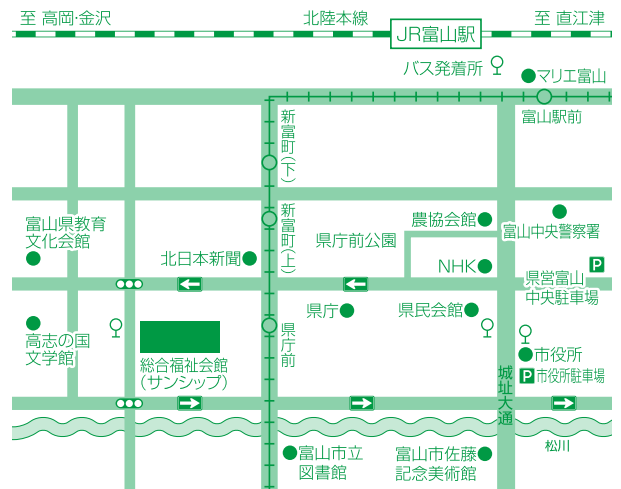 至 高岡・金沢
北陸本線
至 直江津
JR富山駅
バス発着所
マリエ富山
富山駅前
新富町(下)
新富町(上)
富山県教育
文化会館
北日本新聞
県庁前公園
農協会館
富山中央警察署
NHK
P
県営富山
中央駐車場
高志の国
文学館
総合福祉会館
(サンシップ)
県庁前
県庁
県民会館
市役所
P 市役所駐車場
城址大通
松川
富山市立
図書館
富山市佐藤
記念美術館